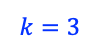 k = 3